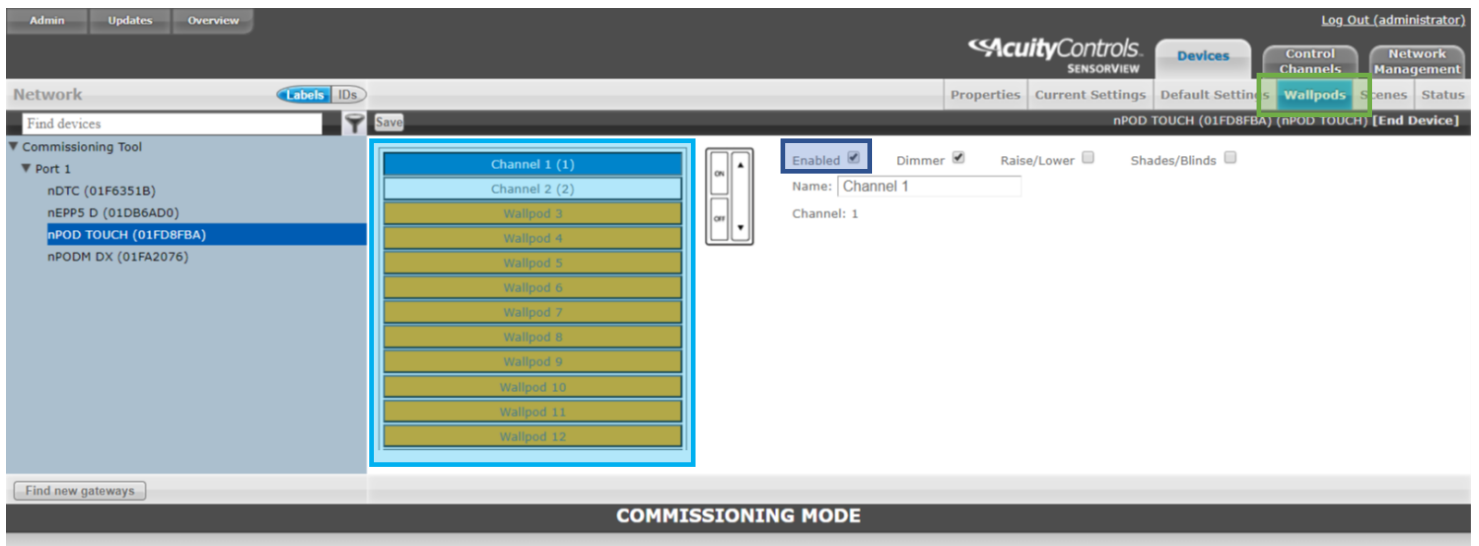 Admin Updates Overview
Log Out (administrator)
AcuityControls
SENSORVIEW
Devices
Control Channels
Network Management
Network
Labels IDs
Properties Current Settings Default Settings Wallpods Scenes Status
Find devices
Save
nPOD TOUCH (01FD8FBA) (nPOD TOUCH) [End Device]
Commissioning Tool
Port 1
nDTC (01F6351B)
nEPP5 D (01DB6AD0)
nPOD TOUCH (01FD8FBA)
nPODM DX (01FA2076)
Channel 1 (1)
Channel 2 (2)
Wallpod 3
Wallpod 4
Wallpod 5
Wallpod 6
Wallpod 7
Wallpod 8
Wallpod 9
Wallpod 10
Wallpod 11
Wallpod 12
ON
OFF
Enabled Dimmer Raise/Lower Shades/Blinds
Name: Channel 1
Channel: 1
Find new gateways
COMMISSIONING MODE